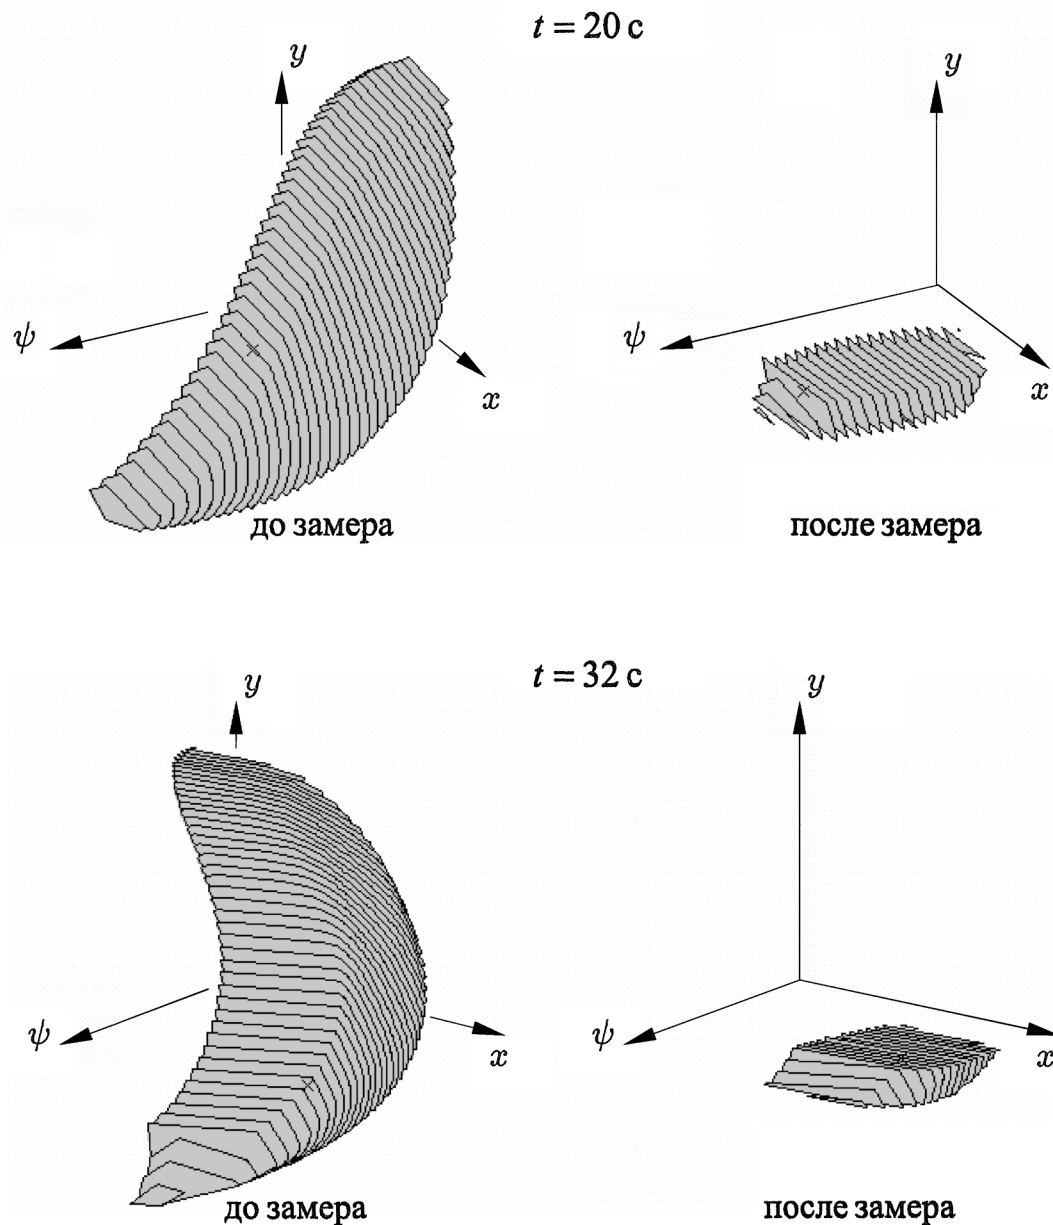 t = 20 с
y
y
ψ
x
ψ
x
до замера
после замера
t = 32 с
y
y
ψ
x
ψ
x
до замера
после замера